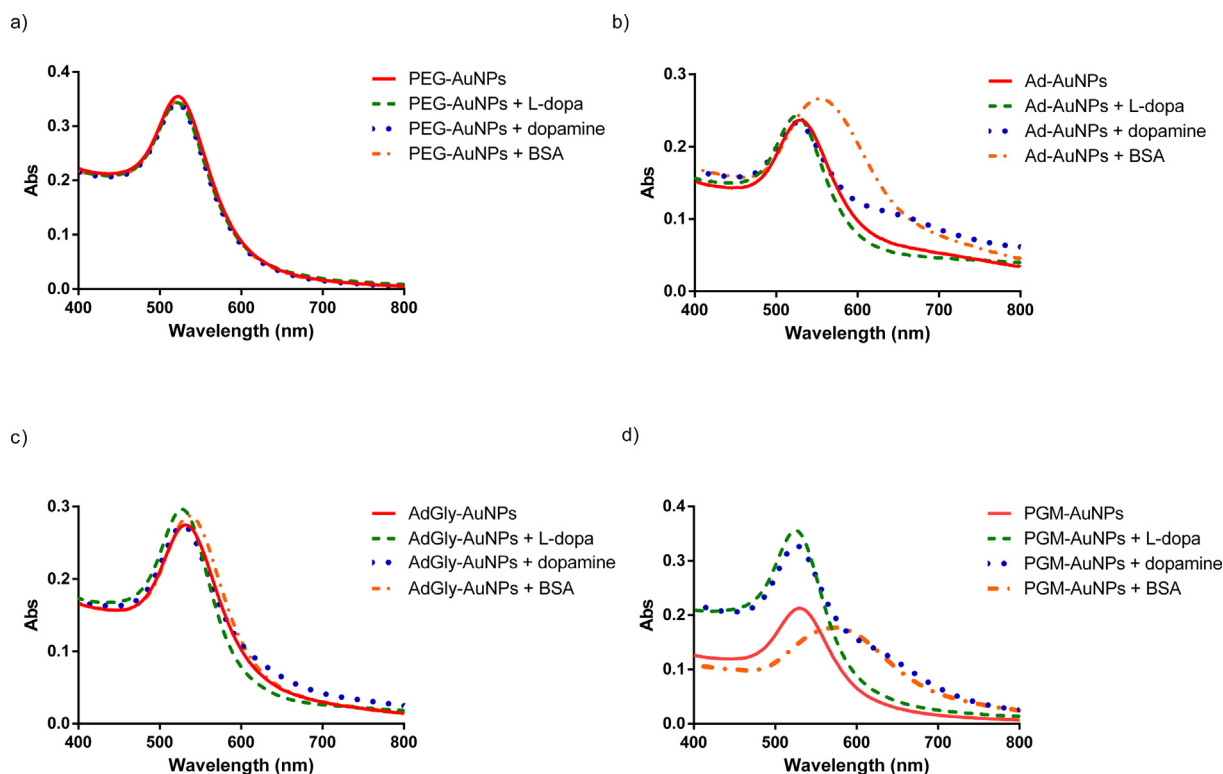 a)
0.4
0.3
0.2
0.1
0.0
Abs
400 500 600 700 800
Wavelength (nm)
PEG-AuNPs
PEG-AuNPs + L-dopa
PEG-AuNPs + dopamine
PEG-AuNPs + BSA
b)
0.3
0.2
0.1
0.0
Abs
400 500 600 700 800
Wavelength (nm)
Ad-AuNPs
Ad-AuNPs + L-dopa
Ad-AuNPs + dopamine
Ad-AuNPs + BSA
c)
0.3
0.2
0.1
0.0
Abs
400 500 600 700 800
Wavelength (nm)
AdGly-AuNPs
AdGly-AuNPs + L-dopa
AdGly-AuNPs + dopamine
AdGly-AuNPs + BSA
d)
0.4
0.3
0.2
0.1
0.0
Abs
400 500 600 700 800
Wavelength (nm)
PGM-AuNPs
PGM-AuNPs + L-dopa
PGM-AuNPs + dopamine
PGM-AuNPs + BSA